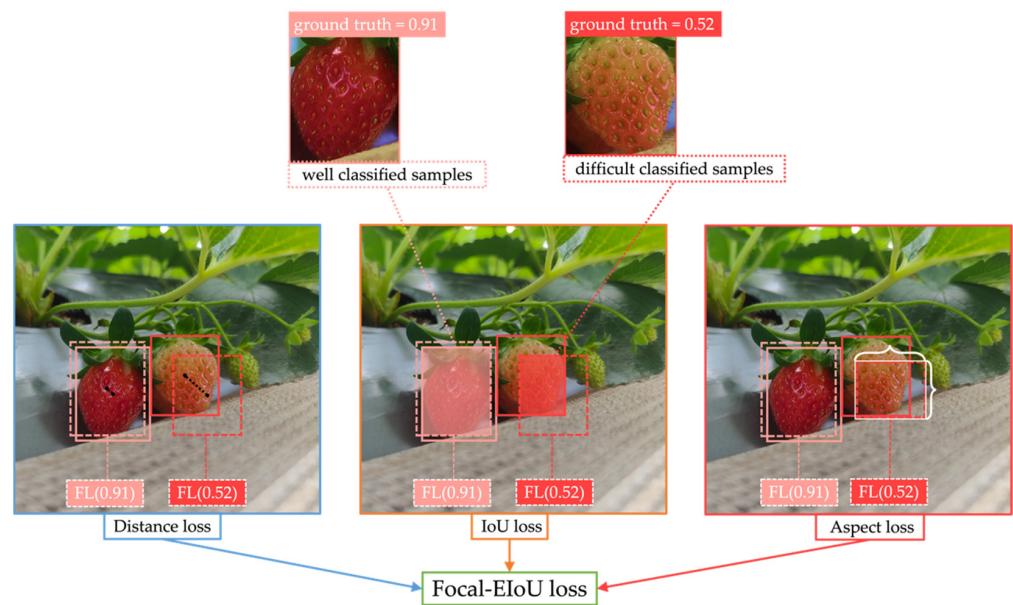 ground truth = 0.91
ground truth = 0.52
well classified samples
difficult classified samples
FL(0.91)
FL(0.52)
FL(0.91)
FL(0.52)
FL(0.91)
FL(0.52)
Distance loss
IoU loss
Aspect loss
Focal-EIoU loss